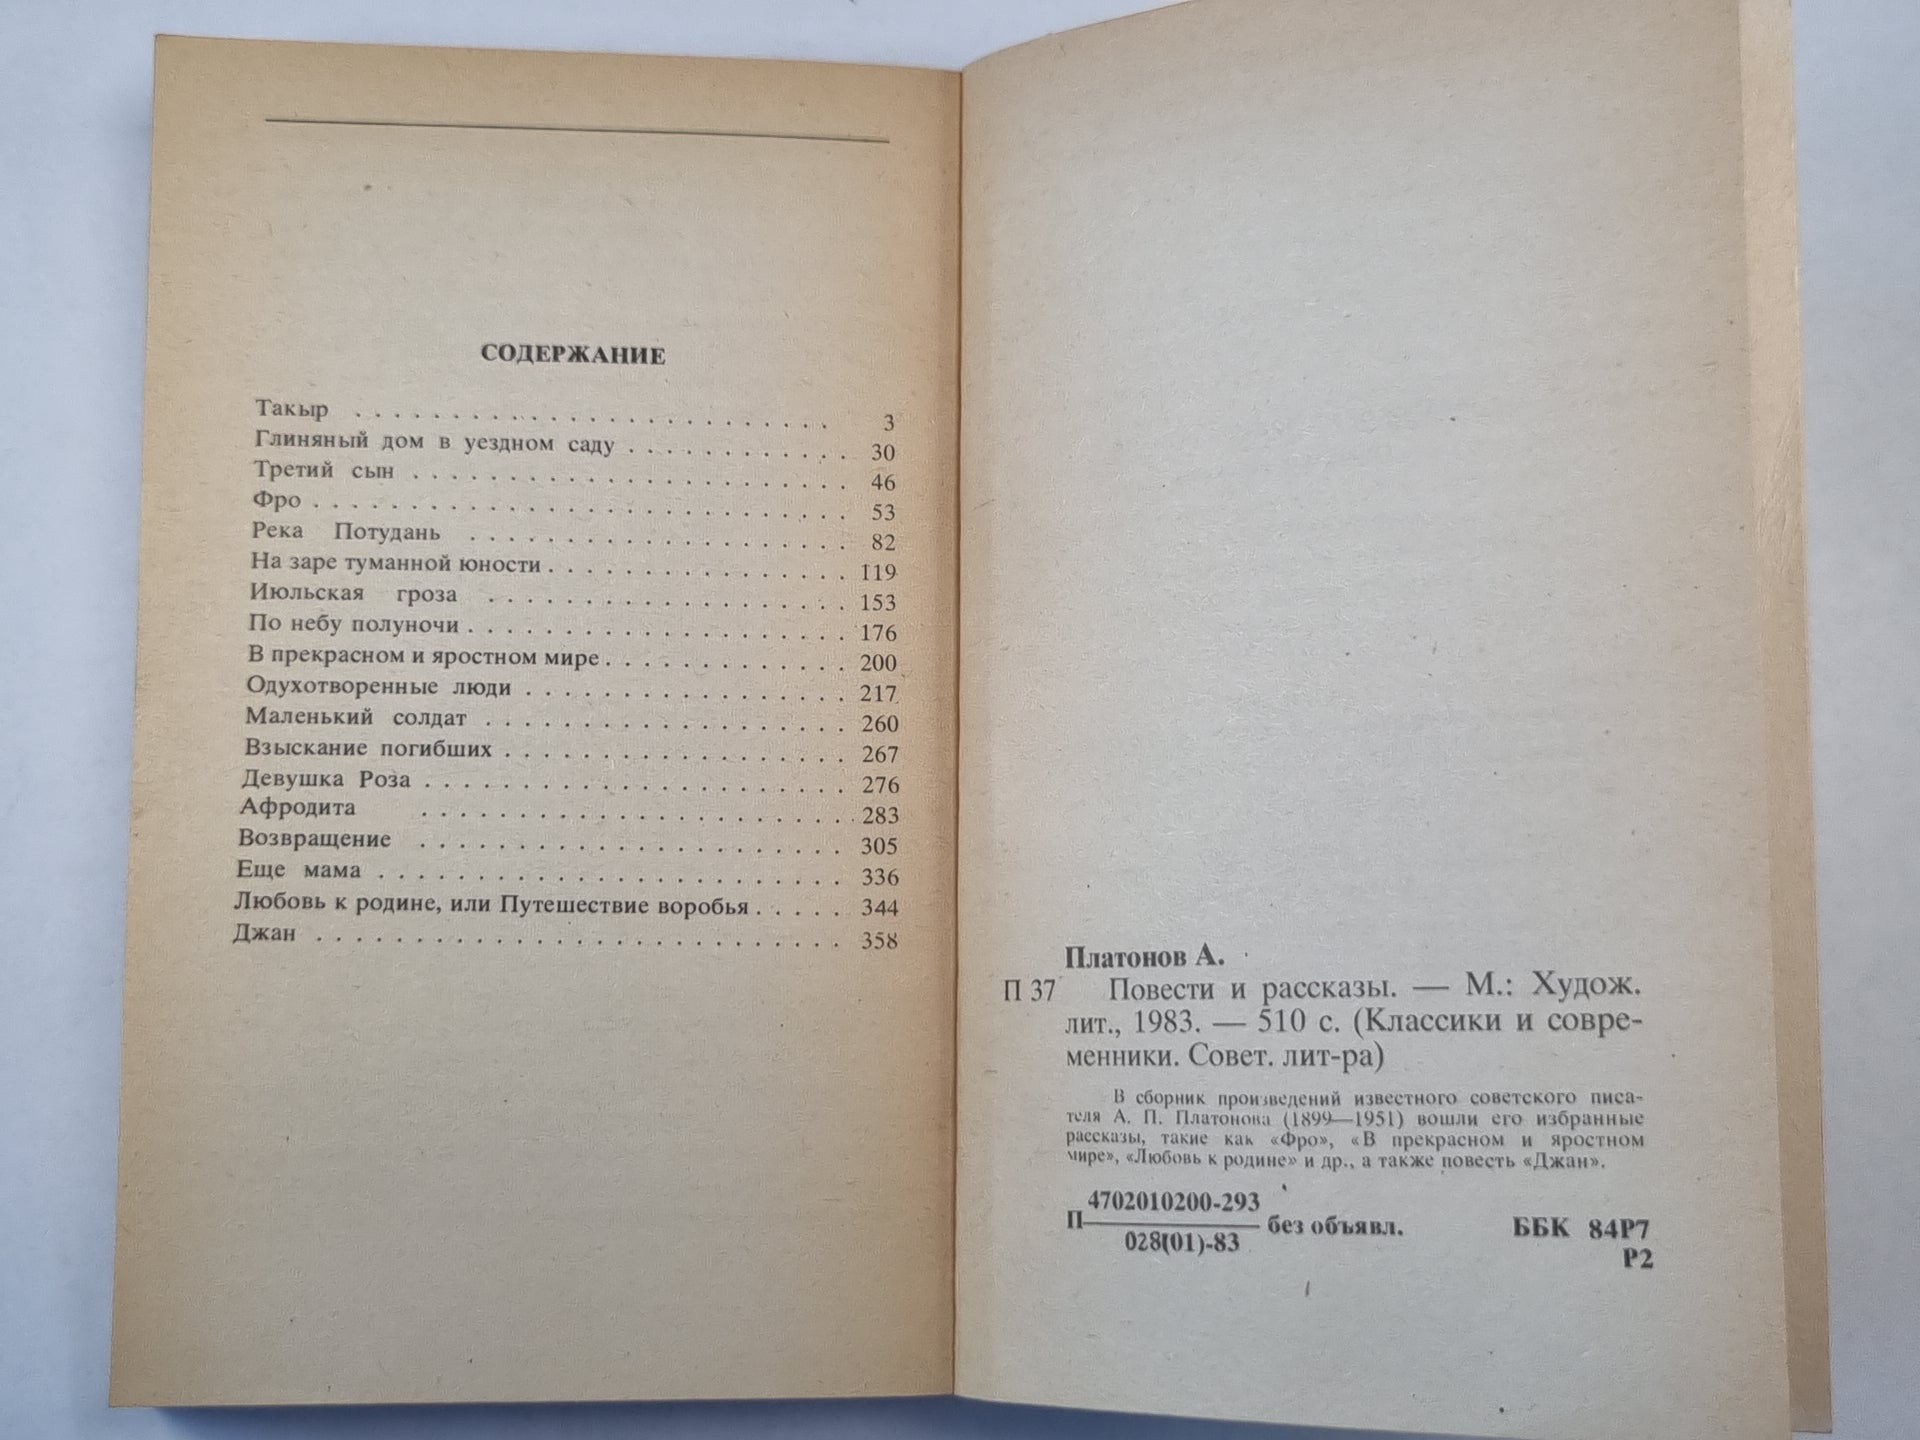 СОДЕРЖАНИЕ
Такыр . . . . . . . . . . . . . . . . . . . . . . . . . 3
Глиняный дом в уездном саду . . . . . . . . . . . . 30
Третий сын . . . . . . . . . . . . . . . . . . . . . . . 46
Фро . . . . . . . . . . . . . . . . . . . . . . . . . . . . 53
Река Потудань . . . . . . . . . . . . . . . . . . . . 82
На заре туманной юности . . . . . . . . . . . . . . . . 119
Июльская гроза . . . . . . . . . . . . . . . . . . . 153
По небу полуночи . . . . . . . . . . . . . . . . . . . . 176
В прекрасном и яростном мире . . . . . . . . . . . . . 200
Одухотворенные люди . . . . . . . . . . . . . . . . . 217
Маленький солдат . . . . . . . . . . . . . . . . . . . 260
Взыскание погибших . . . . . . . . . . . . . . . . . . 267
Девушка Роза . . . . . . . . . . . . . . . . . . . . . . 276
Афродита . . . . . . . . . . . . . . . . . . . . . . . 283
Возвращение . . . . . . . . . . . . . . . . . . . . . . 305
Еще мама . . . . . . . . . . . . . . . . . . . . . . . . 336
Любовь к родине, или Путешествие воробья . . . . . 344
Джан . . . . . . . . . . . . . . . . . . . . . . . . . . . 358
Платонов А.
П 37 Повести и рассказы. — М.: Худож.
лит., 1983. — 510 с. (Классики и совре-
менники. Совет. лит-ра)
В сборник произведений известного советского писа-
теля А. П. Платонова (1899—1951) вошли его избранные
рассказы, такие как «Фро», «В прекрасном и яростном
мире», «Любовь к родине» и др., а также повесть «Джан».
4702010200-293
П без объявл. ББК 84Р7
028(01)-83
Р2